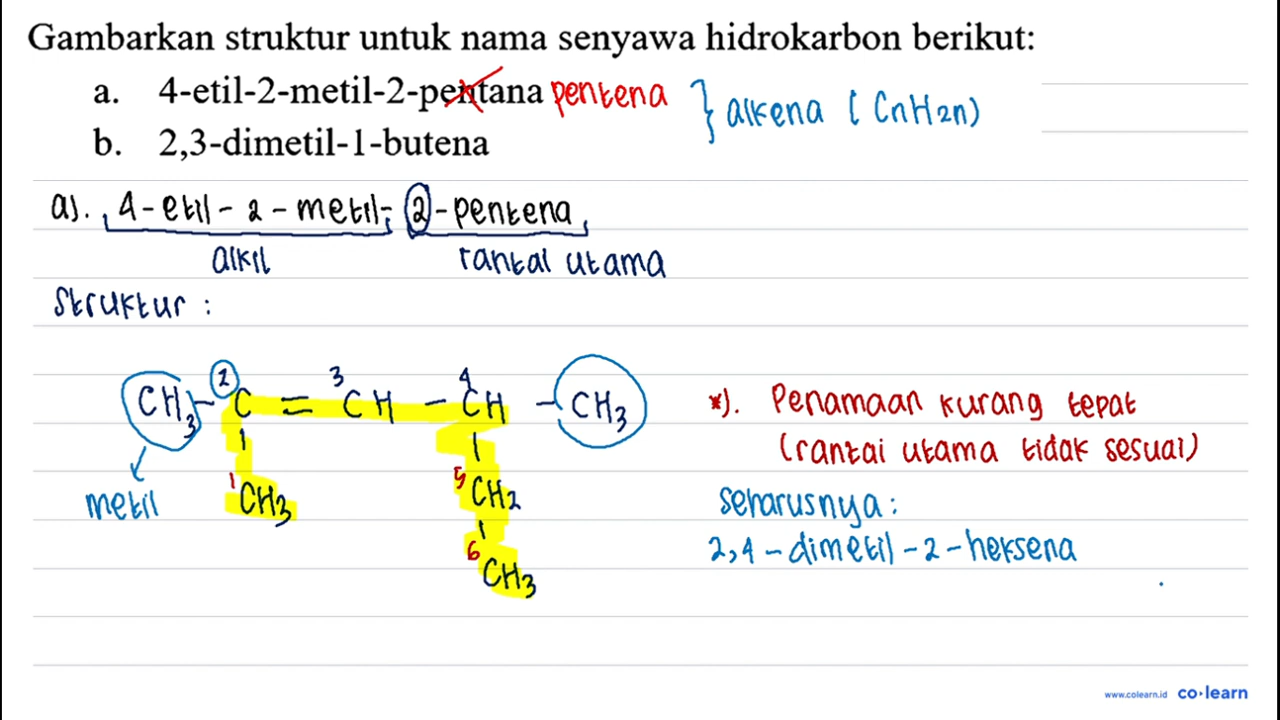 Gambarkan struktur untuk nama senyawa hidrokarbon berikut:
a. 4-etil-2-metil-2-pentana pentena } alkena (CnH2n)
b. 2,3-dimetil-1-butena
a). 4-etil-2-metil-2-pentena
alkil rantai utama
Struktur :
2 3 4
CH3-C = CH - CH - CH3
*). Penamaan kurang tepat
(rantai utama tidak sesuai)
metil 1 CH3 5 CH2
seharusnya :
2,4-dimetil-2-heksena
6 CH3
www.colearn.id co·learn